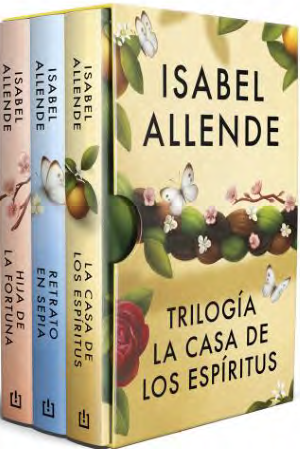 ISABEL
ALLENDE
HIJA DE
LA FORTUNA
ISABEL
ALLENDE
RETRATO
EN SEPIA
ISABEL
ALLENDE
LA CASA DE
LOS ESPÍRITUS
ISABEL
ALLENDE
TRILOGÍA
LA CASA DE
LOS ESPÍRITUS